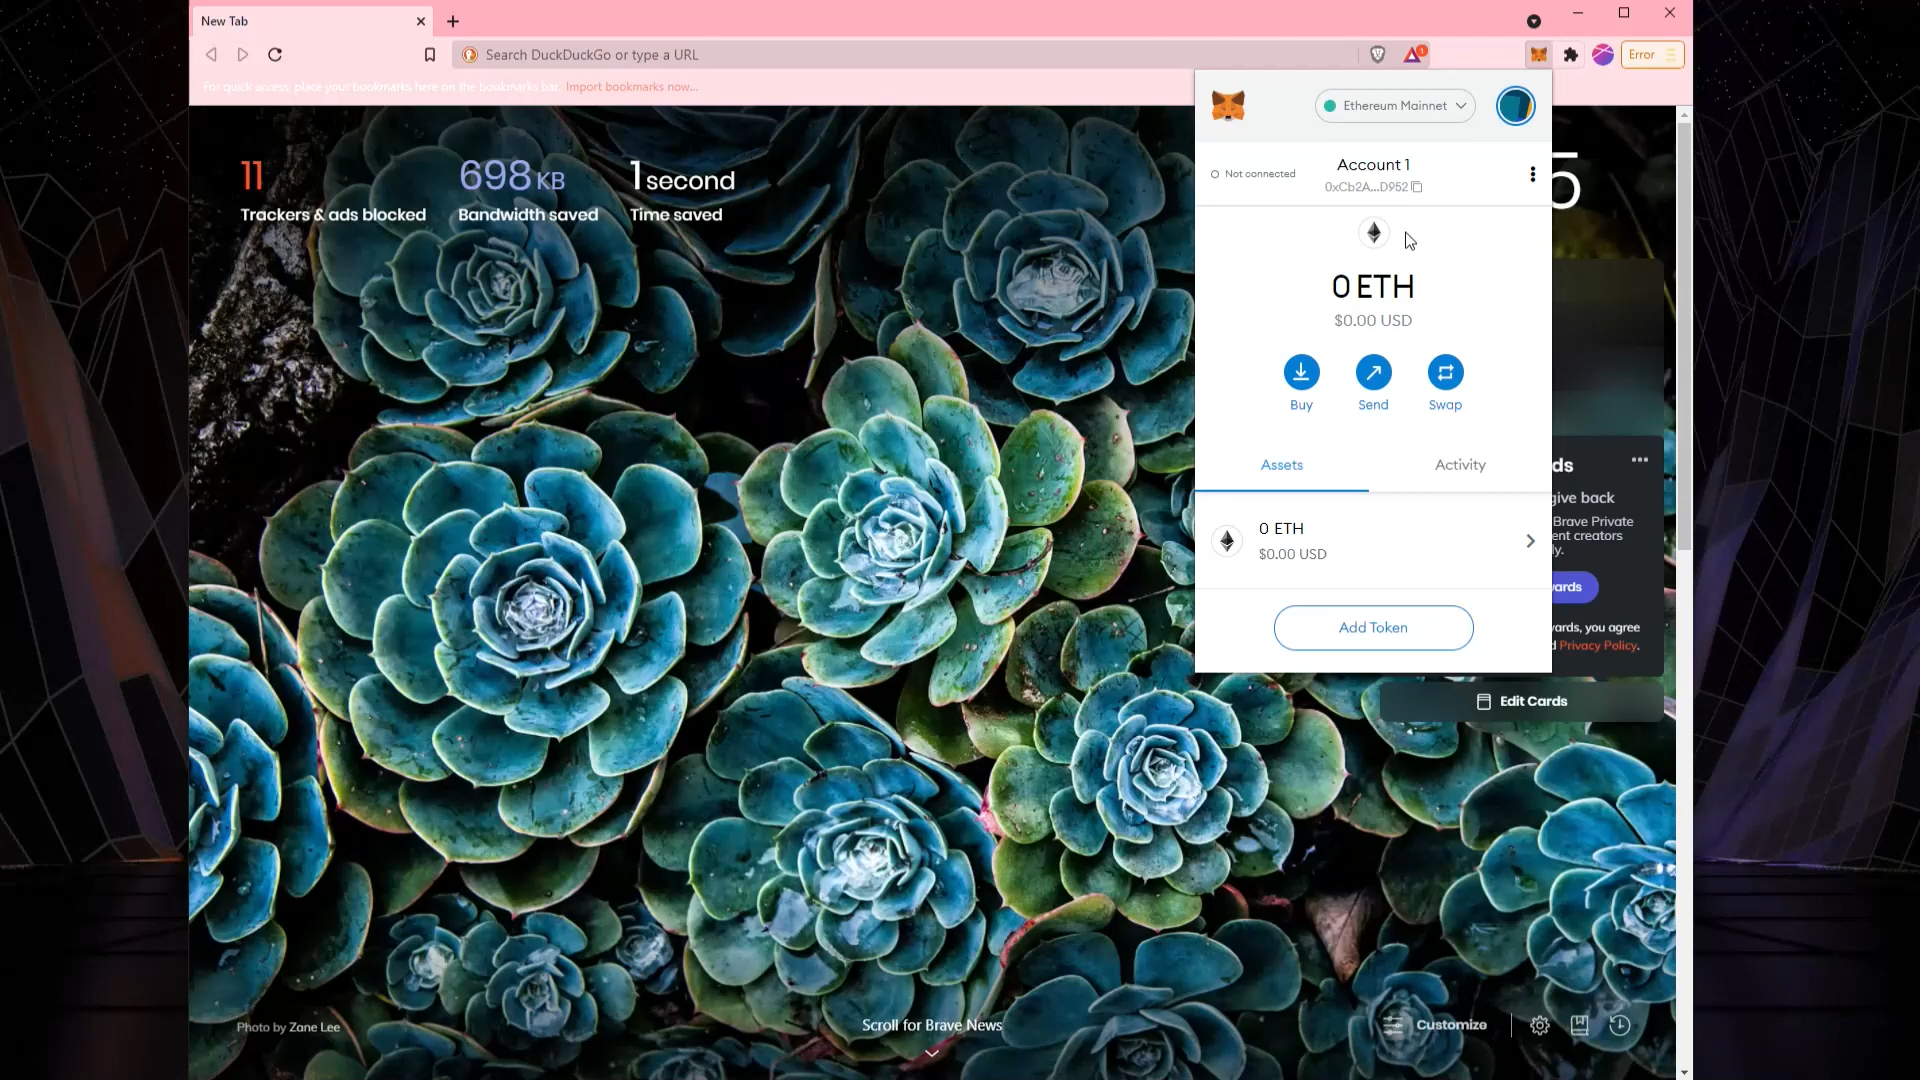 New Tab
Search DuckDuckGo or type a URL
1
Error
For quick access, place your bookmarks here on the bookmarks bar. Import bookmarks now...
11
Trackers & ads blocked
698 KB
Bandwidth saved
1 second
Time saved
5
Ethereum Mainnet
Not connected
Account 1
0xCb2A...D952
0 ETH
$0.00 USD
Buy
Send
Swap
Assets
Activity
0 ETH
$0.00 USD
Add Token
ds
give back
Brave Private
ent creators
ly.
ards
vards, you agree
d Privacy Policy.
Edit Cards
Photo by Zane Lee
Scroll for Brave News
Customize